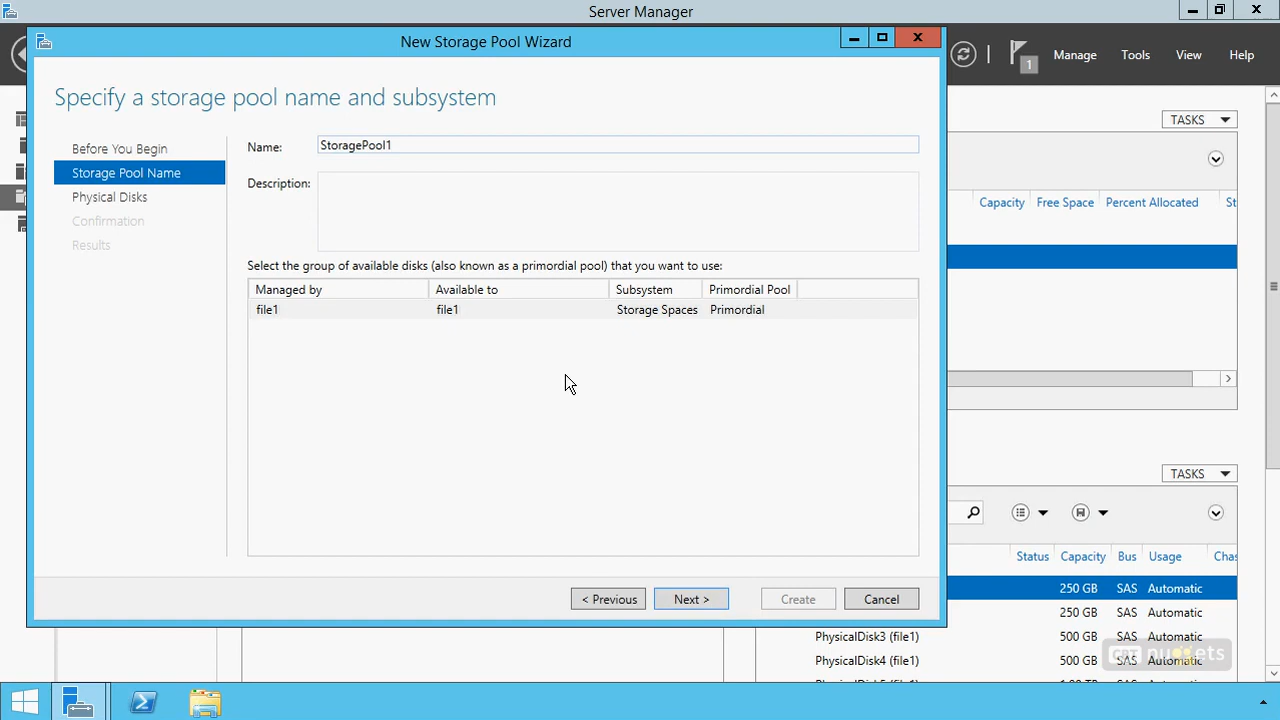 Server Manager
New Storage Pool Wizard
1
Manage
Tools
View
Help
Specify a storage pool name and subsystem
Before You Begin
Storage Pool Name
Physical Disks
Confirmation
Results
Name:
StoragePool1
Description:
Select the group of available disks (also known as a primordial pool) that you want to use:
Managed by Available to Subsystem Primordial Pool
file1 file1 Storage Spaces Primordial
< Previous
Next >
Create
Cancel
TASKS
Capacity Free Space Percent Allocated
TASKS
Status Capacity Bus Usage
250 GB SAS Automatic
250 GB SAS Automatic
PhysicalDisk3 (file1) 500 GB SAS Automatic
PhysicalDisk4 (file1) 500 GB
nuggets